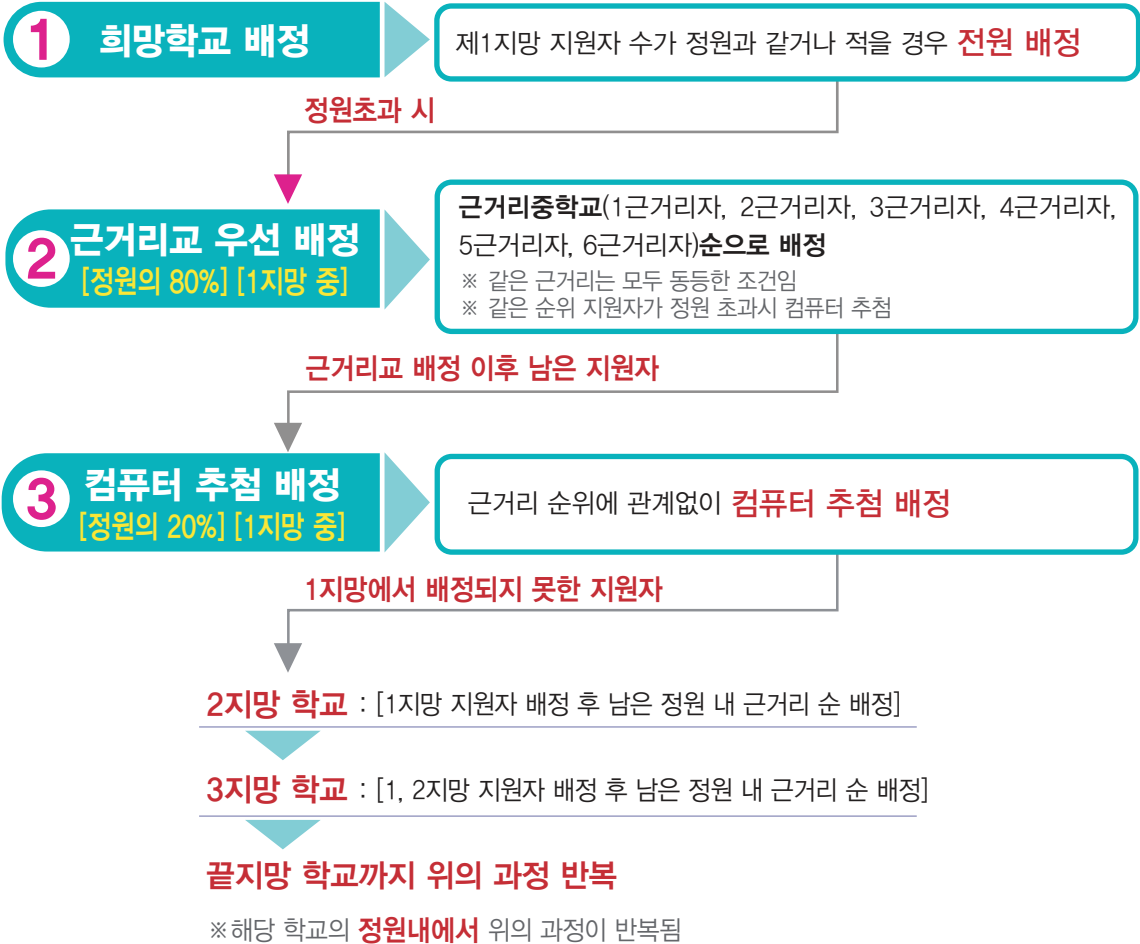 1 희망학교 배정
제1지망 지원자 수가 정원과 같거나 적을 경우 전원 배정
정원초과 시
2 근거리교 우선 배정
[정원의 80%] [1지망 중]
근거리중학교(1근거리자, 2근거리자, 3근거리자, 4근거리자,
5근거리자, 6근거리자)순으로 배정
※ 같은 근거리는 모두 동등한 조건임
※ 같은 순위 지원자가 정원 초과시 컴퓨터 추첨
근거리교 배정 이후 남은 지원자
3 컴퓨터 추첨 배정
[정원의 20%] [1지망 중]
근거리 순위에 관계없이 컴퓨터 추첨 배정
1지망에서 배정되지 못한 지원자
2지망 학교 : [1지망 지원자 배정 후 남은 정원 내 근거리 순 배정]
3지망 학교 : [1, 2지망 지원자 배정 후 남은 정원 내 근거리 순 배정]
끝지망 학교까지 위의 과정 반복
※해당 학교의 정원내에서 위의 과정이 반복됨